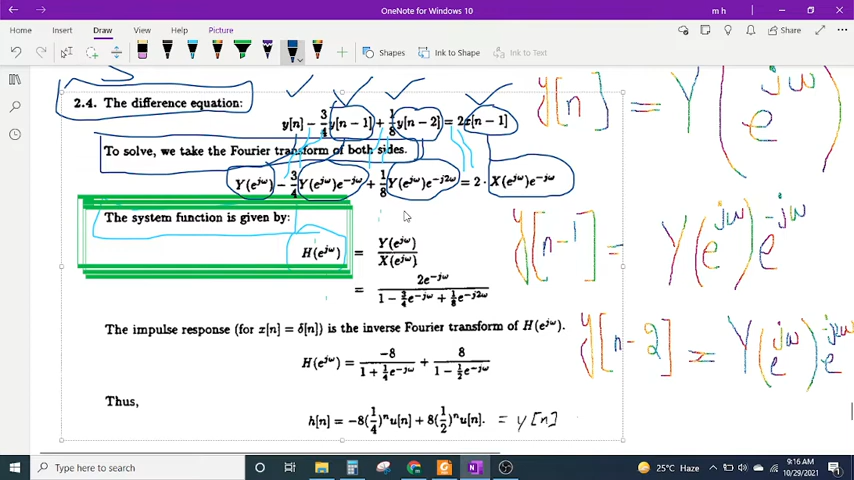 OneNote for Windows 10
m h
Home Insert Draw View Help Picture
Share
Shapes Ink to Shape Ink to Text
2.4. The difference equation:
y[n] − 3/4 y[n − 1] + 1/8 y[n − 2] = 2x[n − 1]
To solve, we take the Fourier transform of both sides.
Y(e^{jω}) − 3/4 Y(e^{jω})e^{-jω} + 1/8 Y(e^{jω})e^{-j2ω} = 2 · X(e^{jω})e^{-jω}
The system function is given by:
H(e^{jω}) = Y(e^{jω}) / X(e^{jω})
= 2e^{-jω} / (1 − 3/4 e^{-jω} + 1/8 e^{-j2ω})
The impulse response (for x[n] = δ[n]) is the inverse Fourier transform of H(e^{jω}).
H(e^{jω}) = −8 / (1 + 1/4 e^{-jω}) + 8 / (1 − 1/2 e^{-jω})
Thus,
h[n] = −8(1/4)^n u[n] + 8(1/2)^n u[n]. = y[n]
y[n] = Y(e^{jω})
y[n-1] = Y(e^{jω}) e^{-jω}
y[n-2] = Y(e^{jω}) e
Type here to search
25°C Haze
9:16 AM
10/29/2021